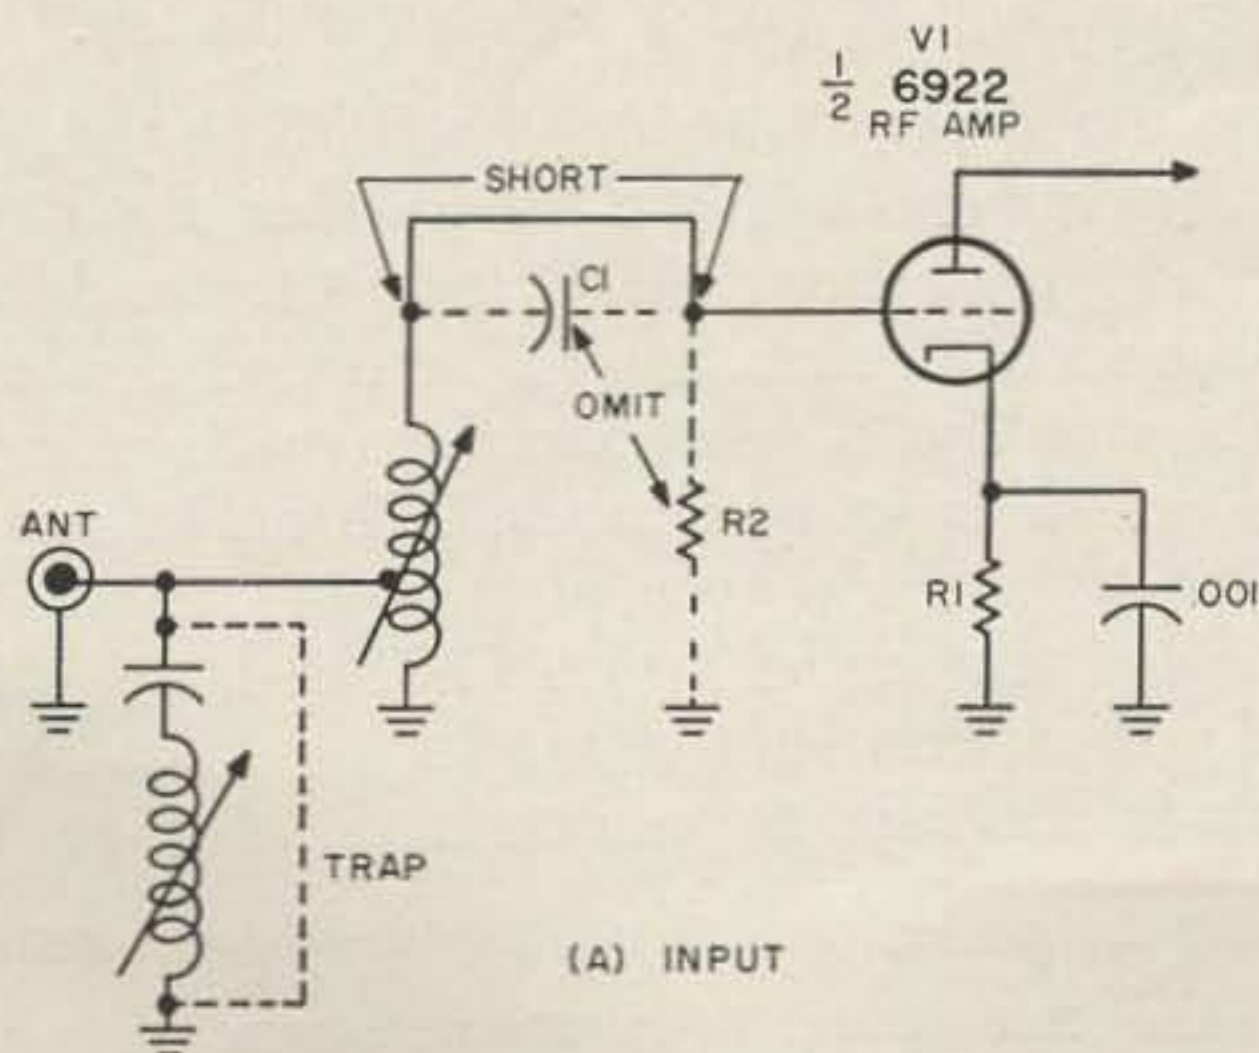 V1
1/2 6922
RF AMP
SHORT
C1
OMIT
ANT
R2
R1
.001
TRAP
(A) INPUT